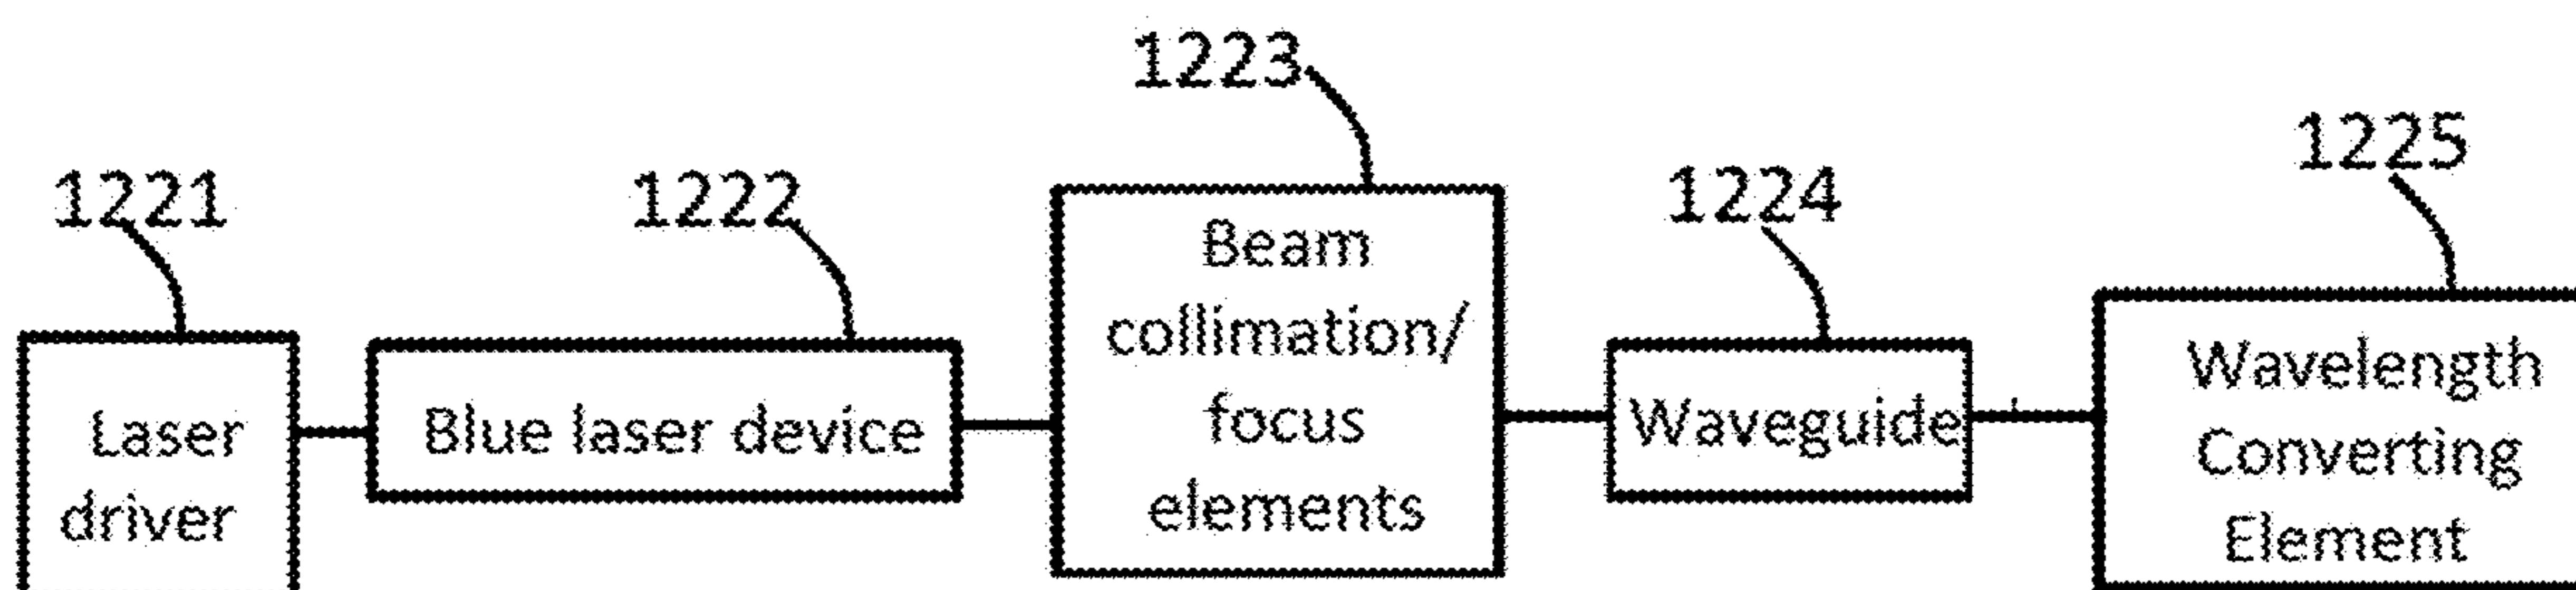 1221
Laser
driver
1222
Blue laser device
1223
Beam
collimation/
focus
elements
1224
Waveguide
1225
Wavelength
Converting
Element